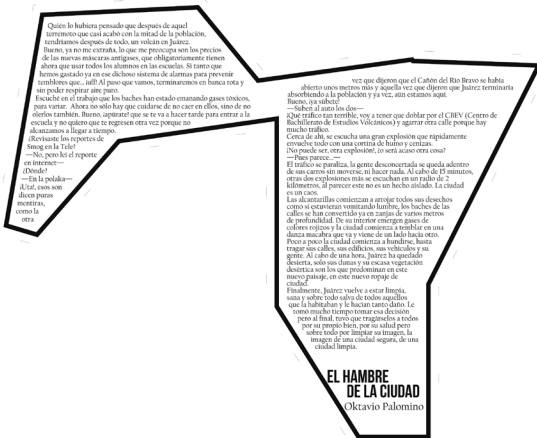 Quién lo hubiera pensado que después de aquel
terremoto que casi acabó con la mitad de la población,
tendríamos después de todo, un volcán en Juárez.
Bueno, ya no me extraña, lo que me preocupa son los precios
de las nuevas máscaras antigases, que obligatoriamente tienen
ahora que usar todos los alumnos en las escuelas. Si tanto que
hemos gastado ya en ese dichoso sistema de alarmas para prevenir
temblores que... ¡uff! Al paso que vamos, terminaremos en banca rota y
sin poder respirar aire puro.
Escuché en el trabajo que los baches han estado emanando gases tóxicos,
para variar. Ahora no sólo hay que cuidarse de no caer en ellos, sino de no
olerlos también. Bueno, ¡apúrate! que se te va a hacer tarde para entrar a la
escuela y no quiero que te regresen otra vez porque no
alcanzamos a llegar a tiempo.
¿Revisaste los reportes de
Smog en la Tele?
—No, pero leí el reporte
en internet—
¿Dónde?
—En la polaka—
¡Uta!, esos son
dicen puras
mentiras,
como la
otra
vez que dijeron que el Cañón del Río Bravo se había
abierto unos metros más y aquella vez que dijeron que Juárez terminaría
absorbiendo a la población y ya vez, aún estamos aquí.
Bueno, ¡ya súbete!
—Suben al auto los dos—
¡Qué tráfico tan terrible, voy a tener que doblar por el CBEV (Centro de
Bachillerato de Estudios Volcánicos) y agarrar otra calle porque hay
mucho tráfico.
Cerca de ahí, se escucha una gran explosión que rápidamente
envuelve todo con una cortina de humo y cenizas.
¡No puede ser, otra explosión!, ¿o será acaso otra cosa?
—Pues parece...—
El tráfico se paraliza, la gente desconcertada se queda adentro
de sus carros sin moverse, ni hacer nada. Al cabo de 15 minutos,
otras dos explosiones más se escuchan en un radio de 2
kilómetros, al parecer este no es un hecho aislado. La ciudad
es un caos.
Las alcantarillas comienzan a arrojar todos sus desechos
como si estuvieran vomitando lumbre, los baches de las
calles se han convertido ya en zanjas de varios metros
de profundidad. De su interior emergen gases de
colores rojizos y la ciudad comienza a temblar en una
danza macabra que va y viene de un lado hacia otro.
Poco a poco la ciudad comienza a hundirse, hasta
tragar sus calles, sus edificios, sus vehículos y su
gente. Al cabo de una hora, Juárez ha quedado
desierta, solo sus dunas y su escasa vegetación
desértica son los que predominan en este
nuevo paisaje, en este nuevo ropaje de
ciudad.
Finalmente, Juárez vuelve a estar limpia,
sana y sobre todo salva de todos aquellos
que la habitaban y le hacían tanto daño. Le
tomó mucho tiempo tomar esa decisión
pero al final, tuvo que tragárselos a todos
por su propio bien, por su salud pero
sobre todo por limpiar su imagen, la
imagen de una ciudad segura, de una
ciudad limpia.
EL HAMBRE
DE LA CIUDAD
Oktavio Palomino